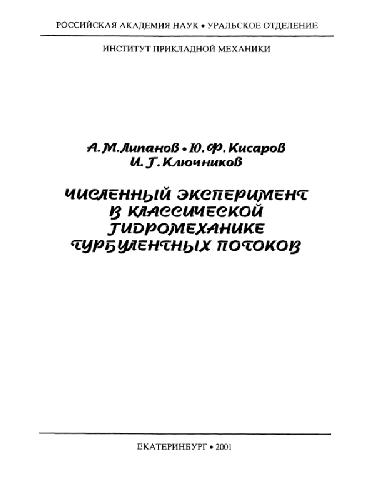 РОССИЙСКАЯ АКАДЕМИЯ НАУК • УРАЛЬСКОЕ ОТДЕЛЕНИЕ
ИНСТИТУТ ПРИКЛАДНОЙ МЕХАНИКИ
А.М.Липанов • Ю.Ф.Кисаров
И.Г.Ключников
ЧИСЛЕННЫЙ ЭКСПЕРИМЕНТ
В КЛАССИЧЕСКОЙ
ГИДРОМЕХАНИКЕ
ТУРБУЛЕНТНЫХ ПОТОКОВ
ЕКАТЕРИНБУРГ • 2001